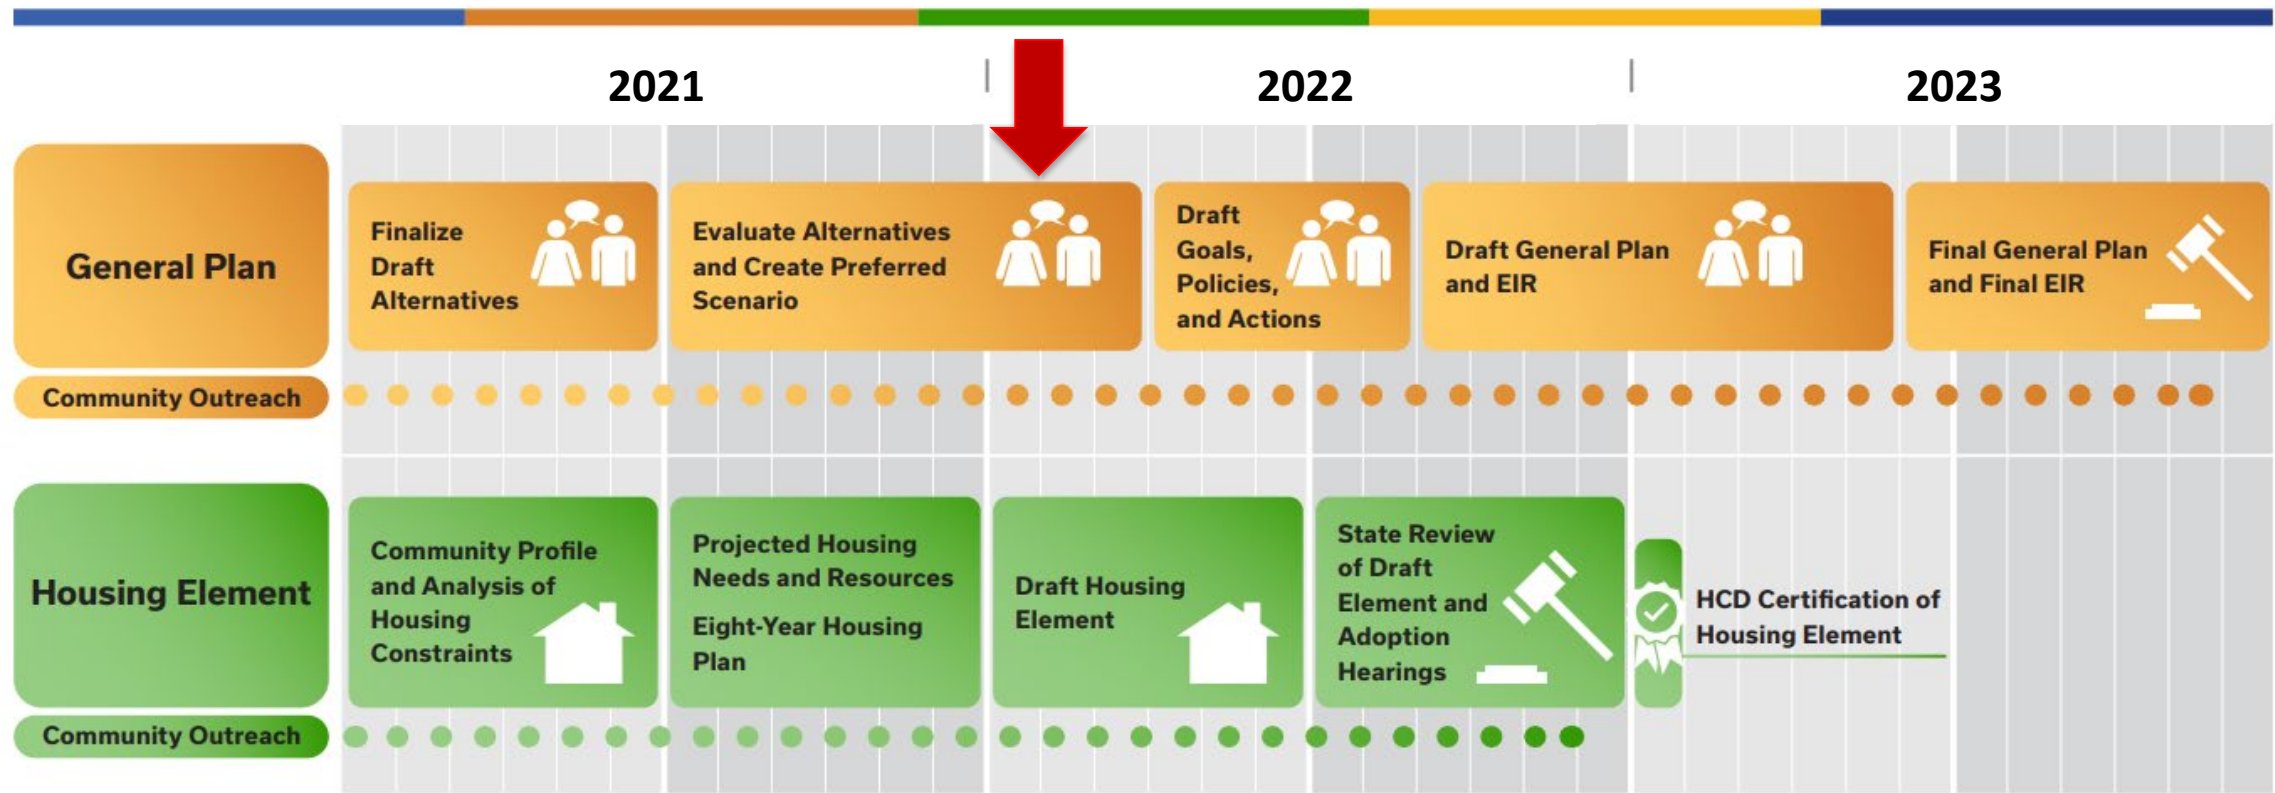 2021
2022
2023
General Plan
Finalize
Draft
Alternatives
Evaluate Alternatives
and Create Preferred
Scenario
Draft
Goals,
Policies,
and Actions
Draft General Plan
and EIR
Final General Plan
and Final EIR
Community Outreach
Housing Element
Community Profile
and Analysis of
Housing
Constraints
Projected Housing
Needs and Resources
Eight-Year Housing
Plan
Draft Housing
Element
State Review
of Draft
Element and
Adoption
Hearings
HCD Certification of
Housing Element
Community Outreach